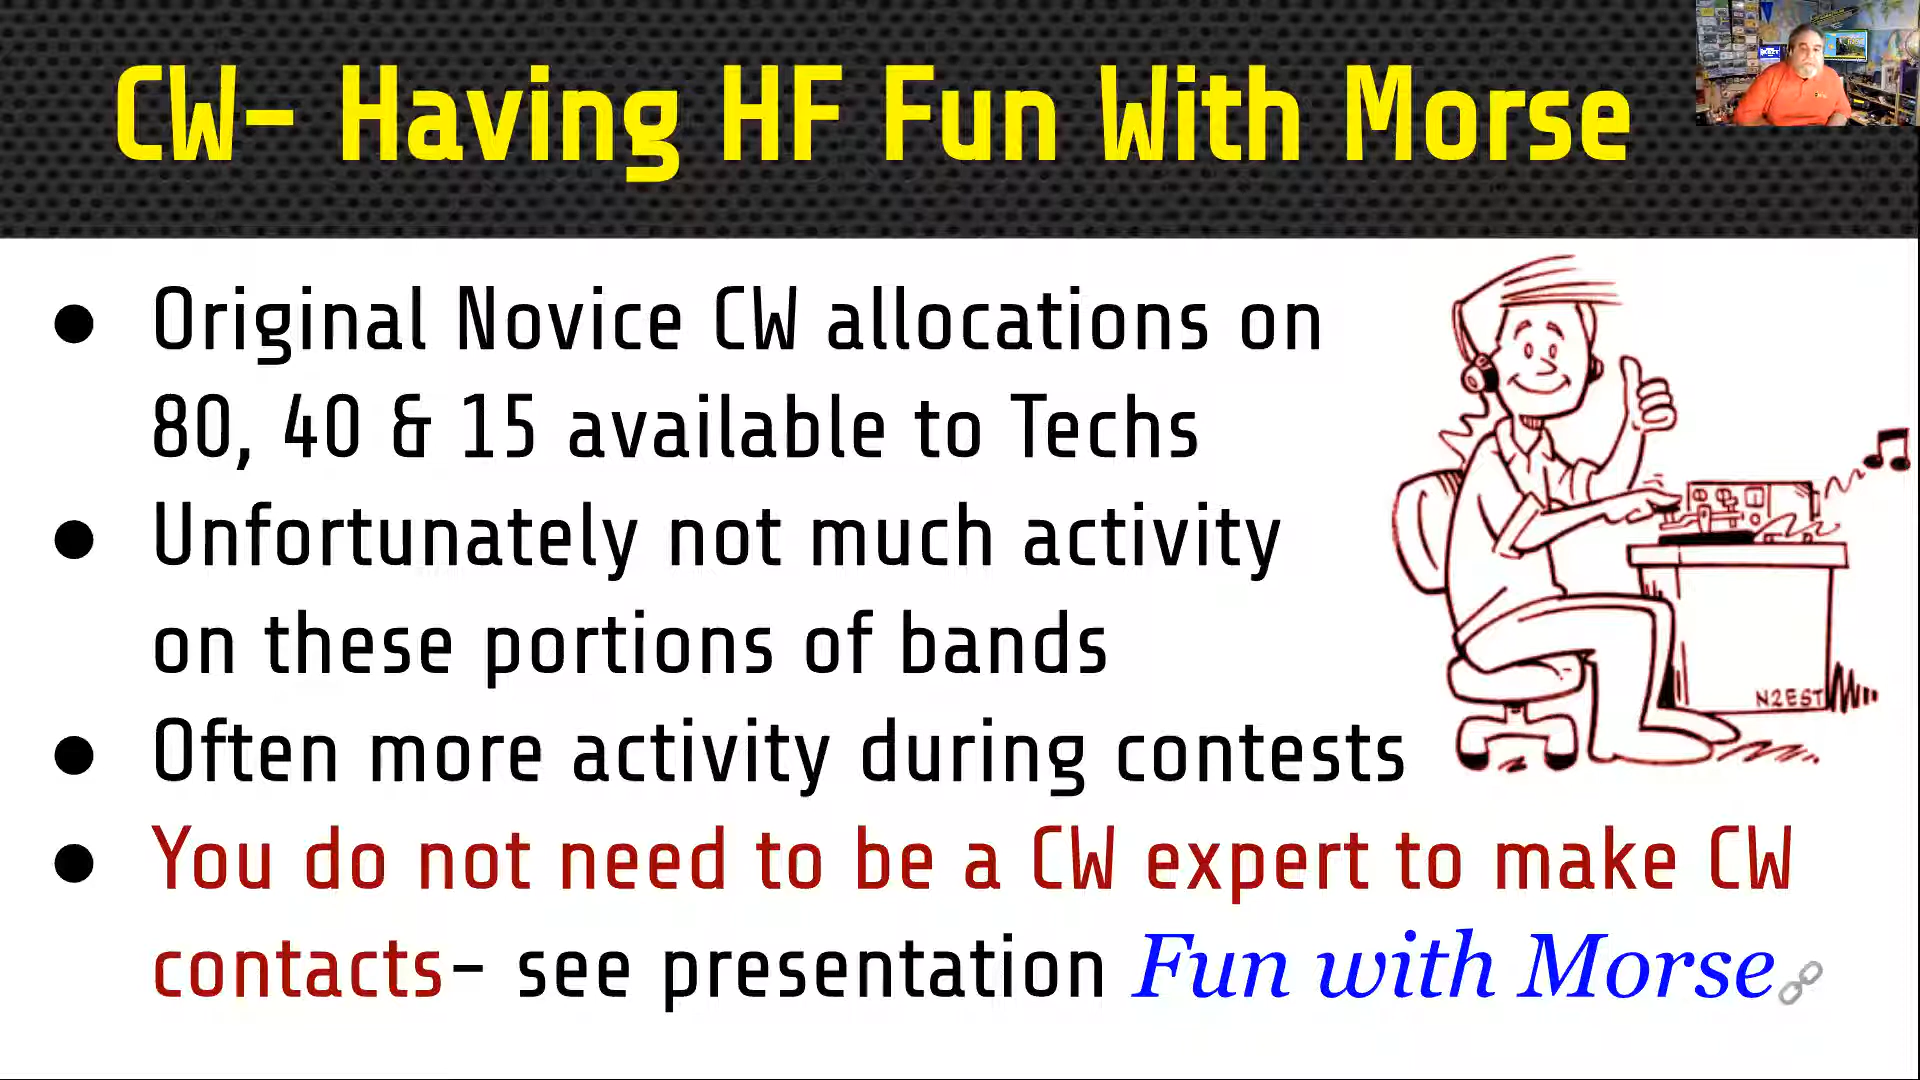 CW- Having HF Fun With Morse
● Original Novice CW allocations on
80, 40 & 15 available to Techs
● Unfortunately not much activity
on these portions of bands
● Often more activity during contests
● You do not need to be a CW expert to make CW
contacts- see presentation Fun with Morse
N2EST